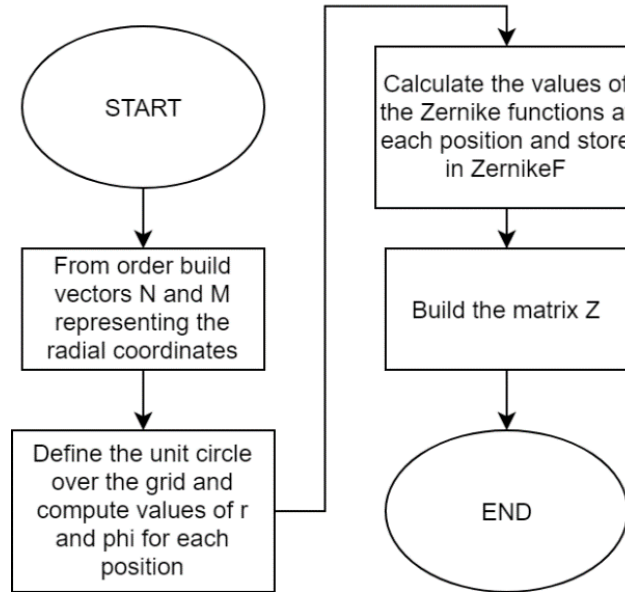 START
From order build
vectors N and M
representing the
radial coordinates
Define the unit circle
over the grid and
compute values of r
and phi for each
position
Calculate the values of
the Zernike functions at
each position and store
in ZernikeF
Build the matrix Z
END